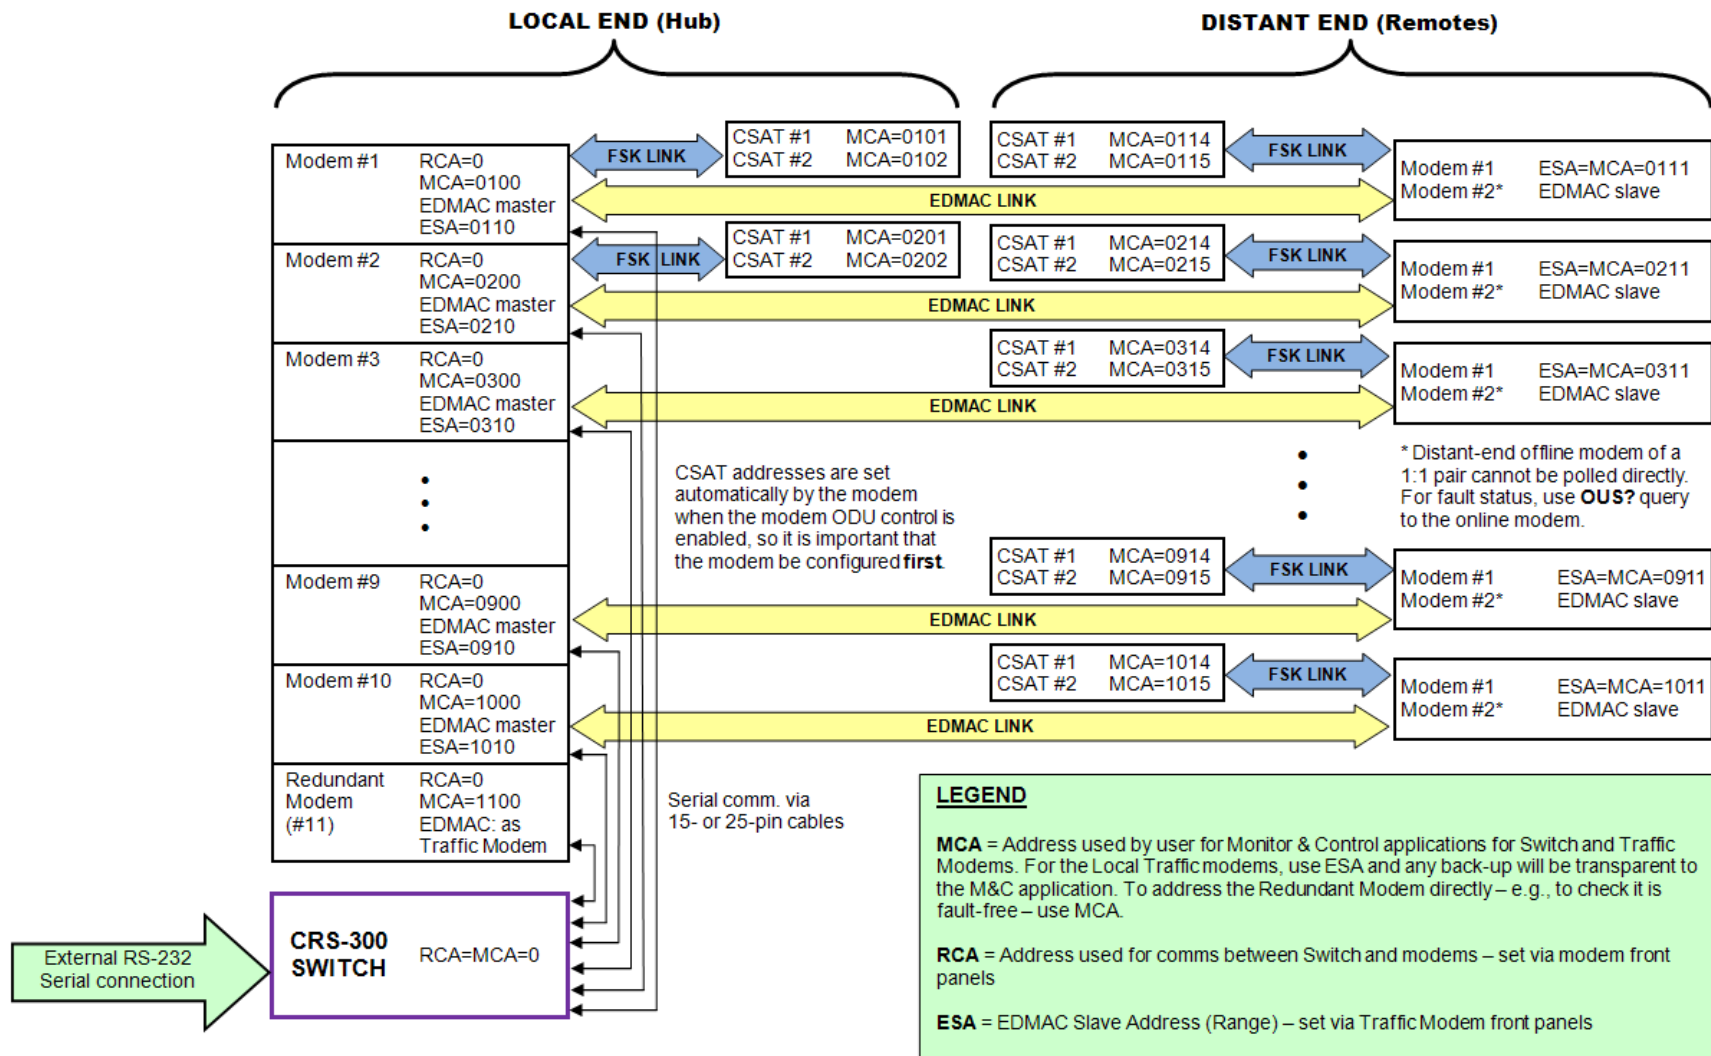 LOCAL END (Hub)
DISTANT END (Remotes)
Modem #1 RCA=0
MCA=0100
EDMAC master
ESA=0110
FSK LINK
CSAT #1 MCA=0101
CSAT #2 MCA=0102
CSAT #1 MCA=0114
CSAT #2 MCA=0115
FSK LINK
Modem #1 ESA=MCA=0111
Modem #2* EDMAC slave
EDMAC LINK
Modem #2 RCA=0
MCA=0200
EDMAC master
ESA=0210
FSK LINK
CSAT #1 MCA=0201
CSAT #2 MCA=0202
CSAT #1 MCA=0214
CSAT #2 MCA=0215
FSK LINK
Modem #1 ESA=MCA=0211
Modem #2* EDMAC slave
EDMAC LINK
Modem #3 RCA=0
MCA=0300
EDMAC master
ESA=0310
CSAT #1 MCA=0314
CSAT #2 MCA=0315
FSK LINK
Modem #1 ESA=MCA=0311
Modem #2* EDMAC slave
EDMAC LINK
CSAT addresses are set
automatically by the modem
when the modem ODU control is
enabled, so it is important that
the modem be configured first.
* Distant-end offline modem of a
1:1 pair cannot be polled directly.
For fault status, use OUS? query
to the online modem.
Modem #9 RCA=0
MCA=0900
EDMAC master
ESA=0910
CSAT #1 MCA=0914
CSAT #2 MCA=0915
FSK LINK
Modem #1 ESA=MCA=0911
Modem #2* EDMAC slave
EDMAC LINK
Modem #10 RCA=0
MCA=1000
EDMAC master
ESA=1010
CSAT #1 MCA=1014
CSAT #2 MCA=1015
FSK LINK
Modem #1 ESA=MCA=1011
Modem #2* EDMAC slave
EDMAC LINK
Redundant RCA=0
Modem MCA=1100
(#11) EDMAC: as
Traffic Modem
Serial comm. via
15- or 25-pin cables
External RS-232
Serial connection
CRS-300
SWITCH
RCA=MCA=0
LEGEND
MCA = Address used by user for Monitor & Control applications for Switch and Traffic
Modems. For the Local Traffic modems, use ESA and any back-up will be transparent to
the M&C application. To address the Redundant Modem directly – e.g., to check it is
fault-free – use MCA.
RCA = Address used for comms between Switch and modems – set via modem front
panels
ESA = EDMAC Slave Address (Range) – set via Traffic Modem front panels